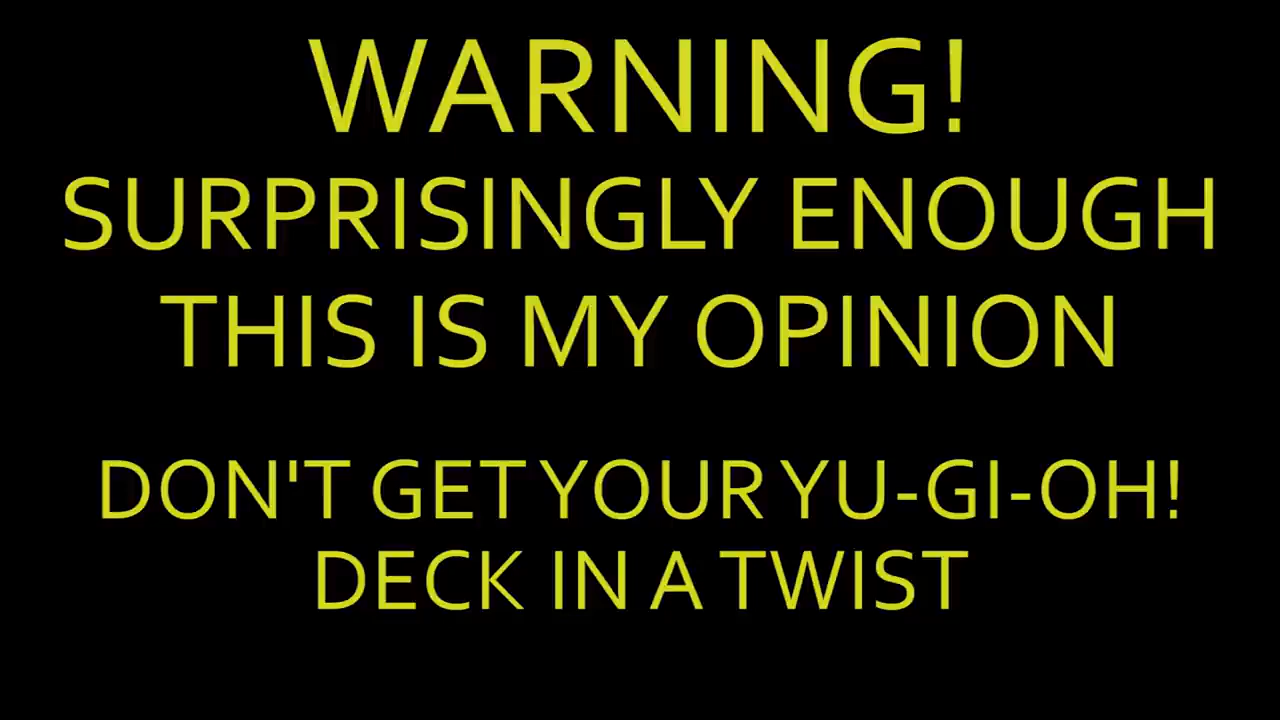 WARNING!
SURPRISINGLY ENOUGH
THIS IS MY OPINION
DON'T GET YOUR YU-GI-OH!
DECK IN A TWIST